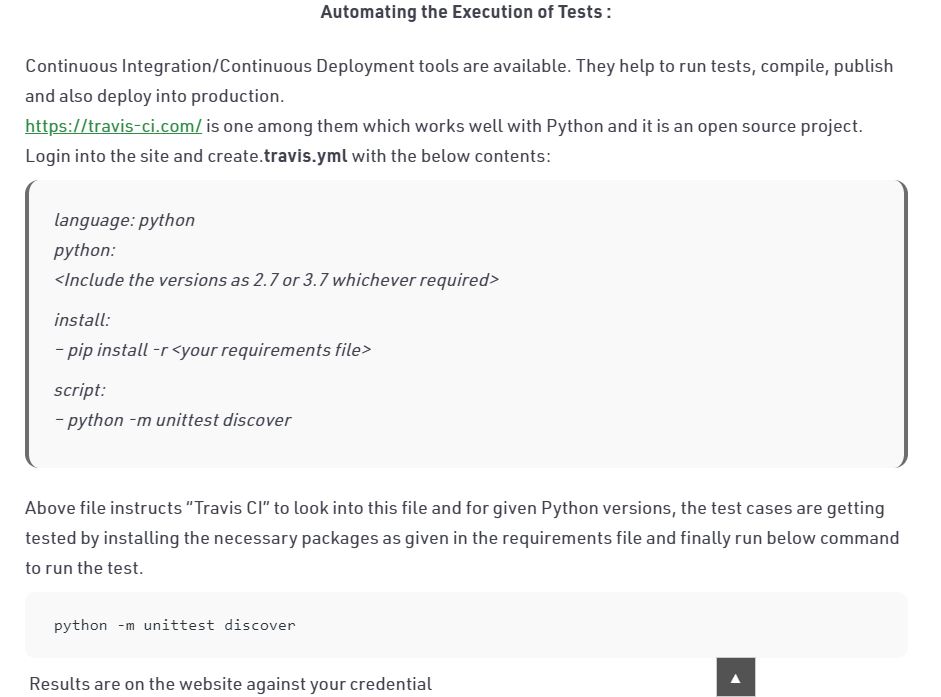 Automating the Execution of Tests :
Continuous Integration/Continuous Deployment tools are available. They help to run tests, compile, publish
and also deploy into production.
https://travis-ci.com/ is one among them which works well with Python and it is an open source project.
Login into the site and create.travis.yml with the below contents:
language: python
python:
<Include the versions as 2.7 or 3.7 whichever required>
install:
– pip install -r <your requirements file>
script:
– python -m unittest discover
Above file instructs “Travis CI” to look into this file and for given Python versions, the test cases are getting
tested by installing the necessary packages as given in the requirements file and finally run below command
to run the test.
python -m unittest discover
Results are on the website against your credential